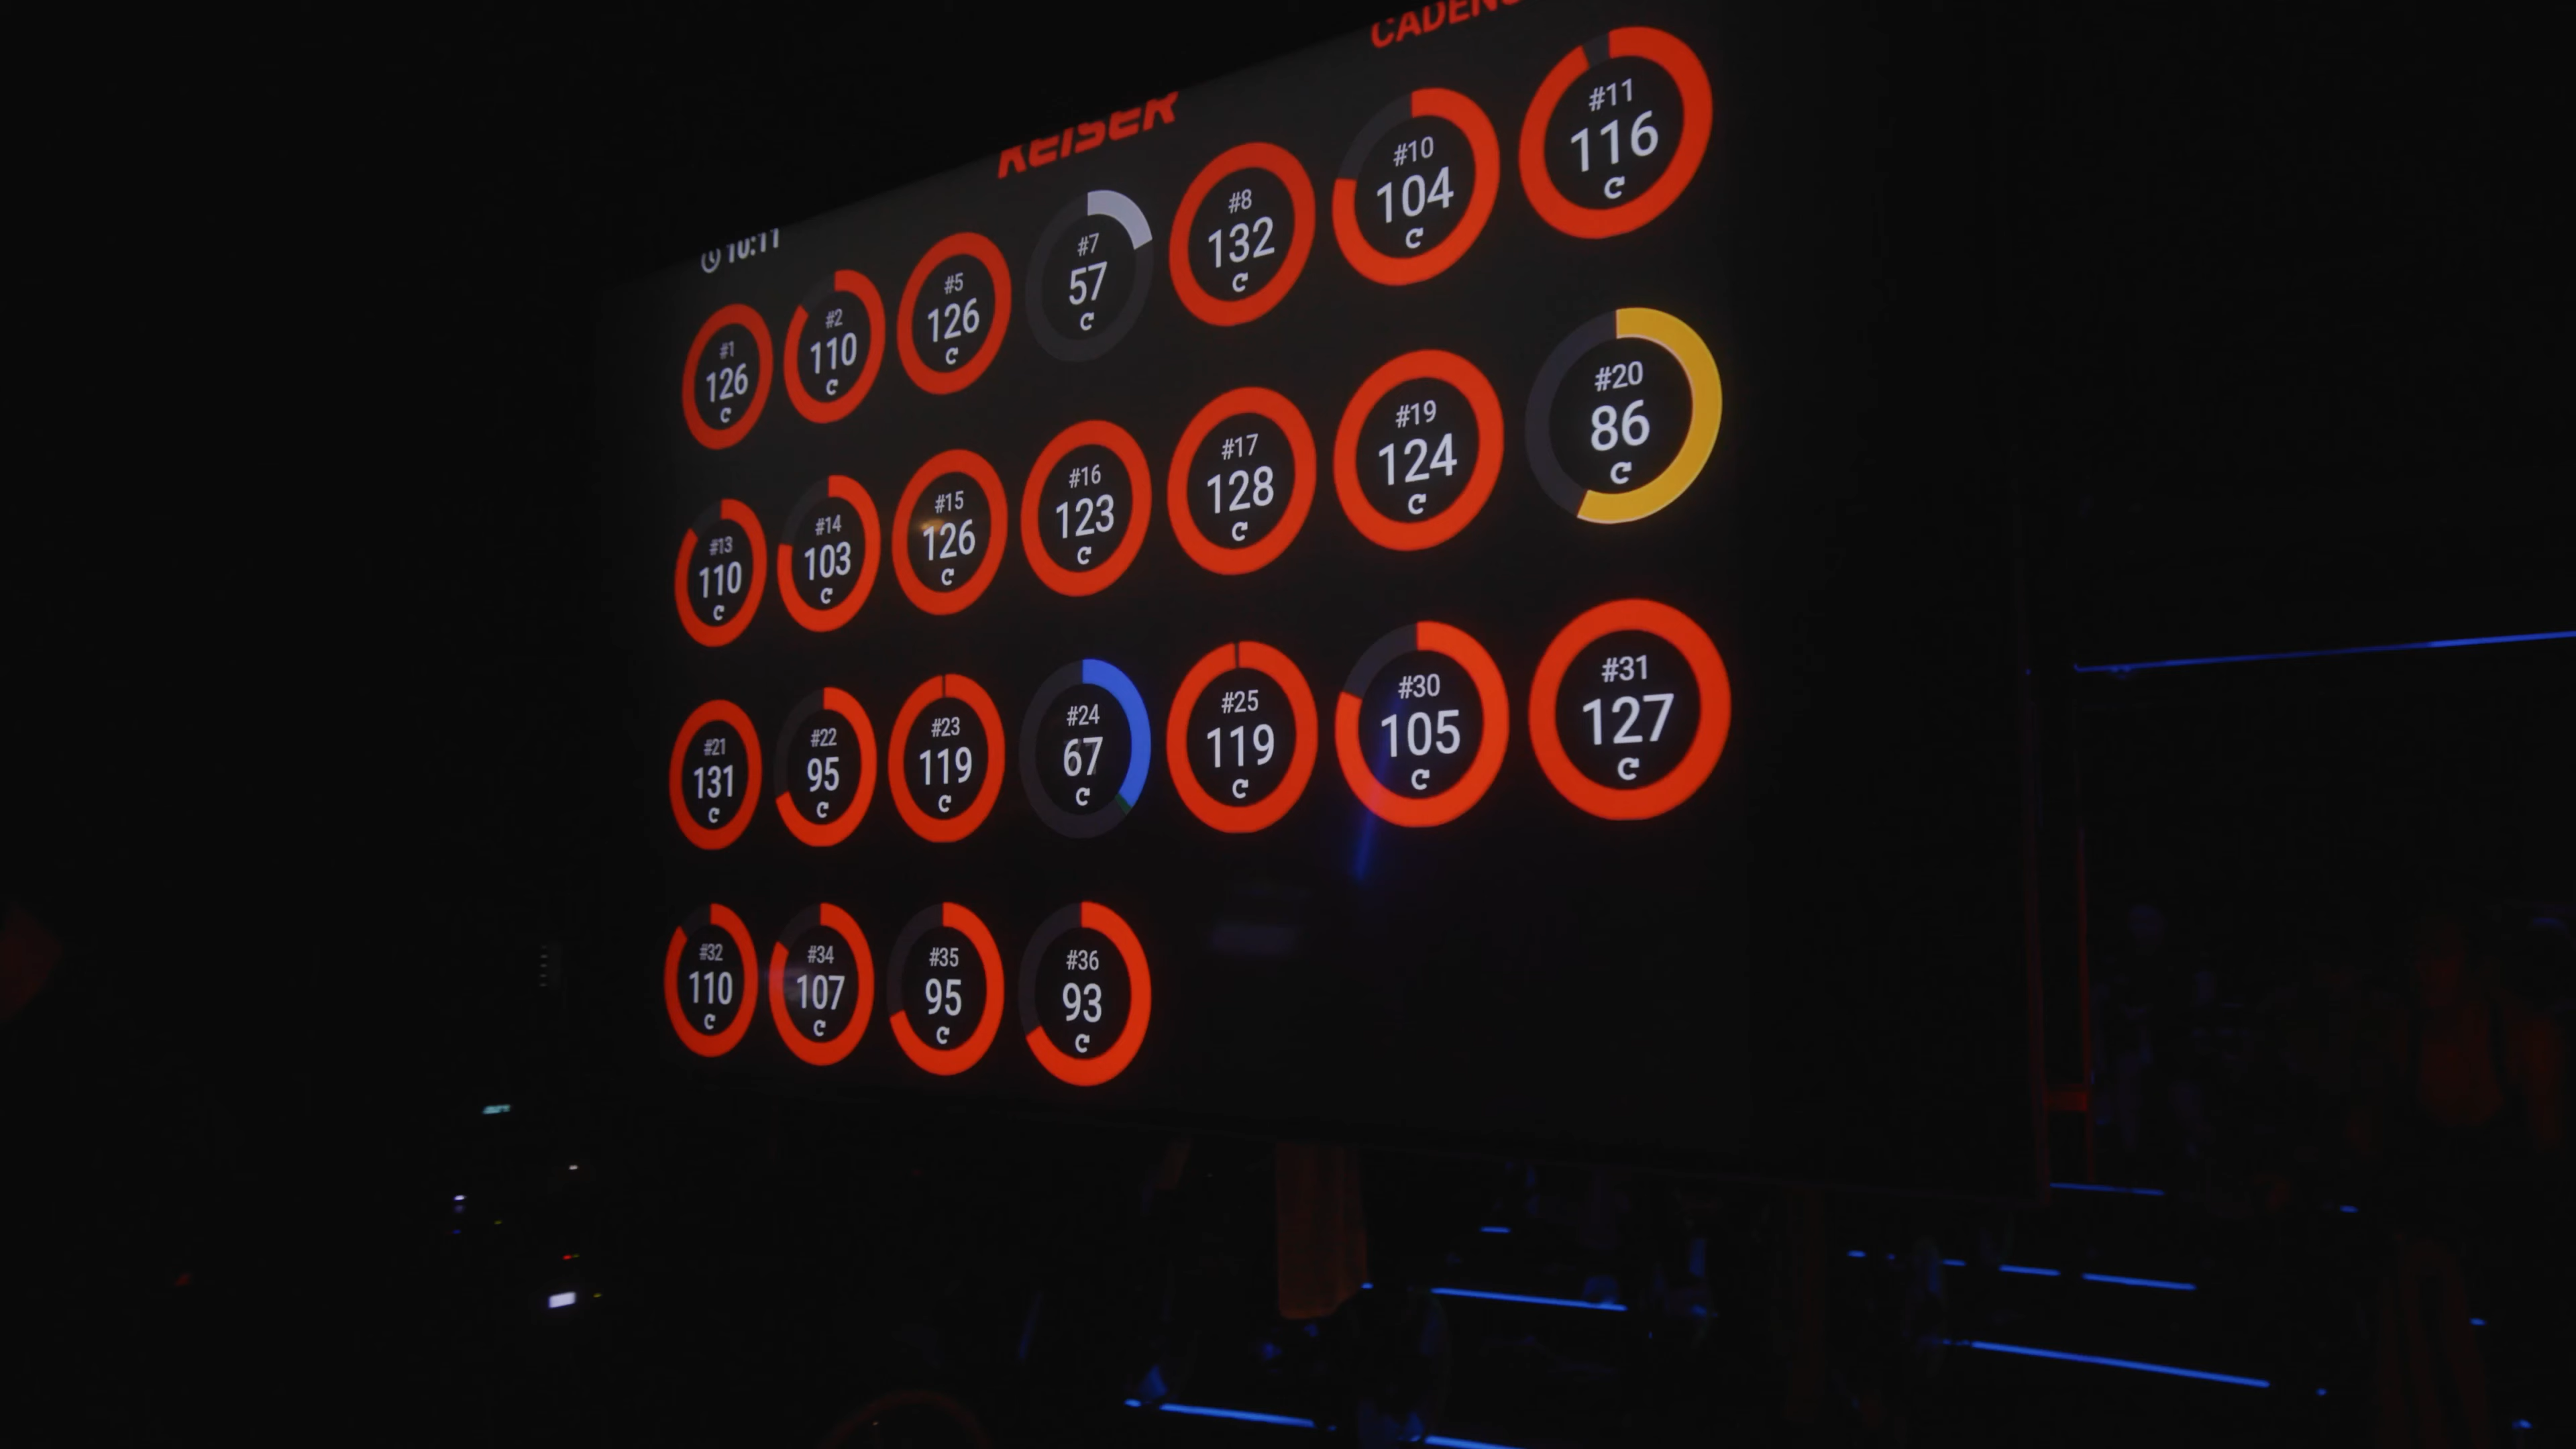 CADENC
KEISER
10:11
#1 #2 #5 #7 #8 #10 #11
126 110 126 57 132 104 116
C C C C C C C
#13 #14 #15 #16 #17 #19 #20
110 103 126 123 128 124 86
C C C C C C C
#21 #22 #23 #24 #25 #30 #31
131 95 119 67 119 105 127
C C C C C C C
#32 #34 #35 #36
110 107 95 93
C C C C